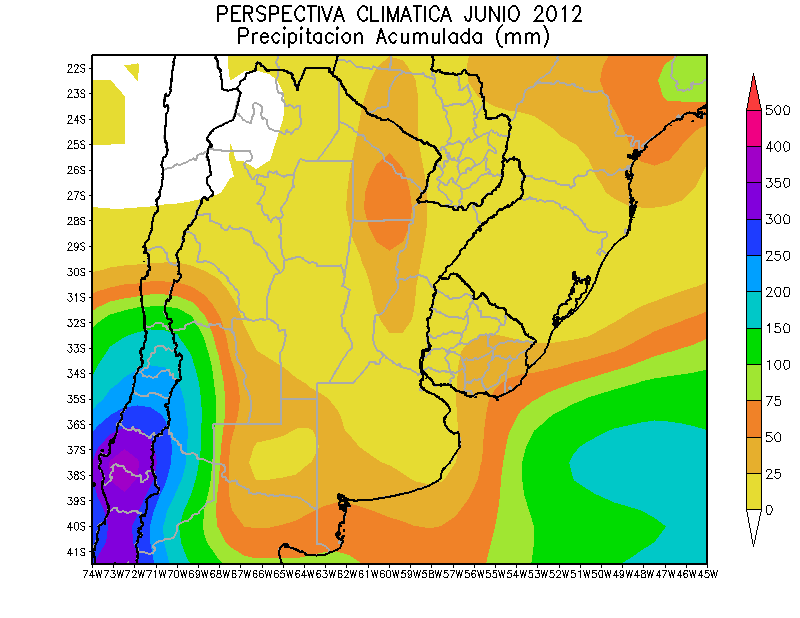 PERSPECTIVA CLIMATICA JUNIO 2012
Precipitacion Acumulada (mm)
22S
23S
24S
25S
26S
27S
28S
29S
30S
31S
32S
33S
34S
35S
36S
37S
38S
39S
40S
41S
500
400
350
300
250
200
150
100
75
50
25
0
74W73W72W71W70W69W68W67W66W65W64W63W62W61W60W59W58W57W56W55W54W53W52W51W50W49W48W47W46W45W